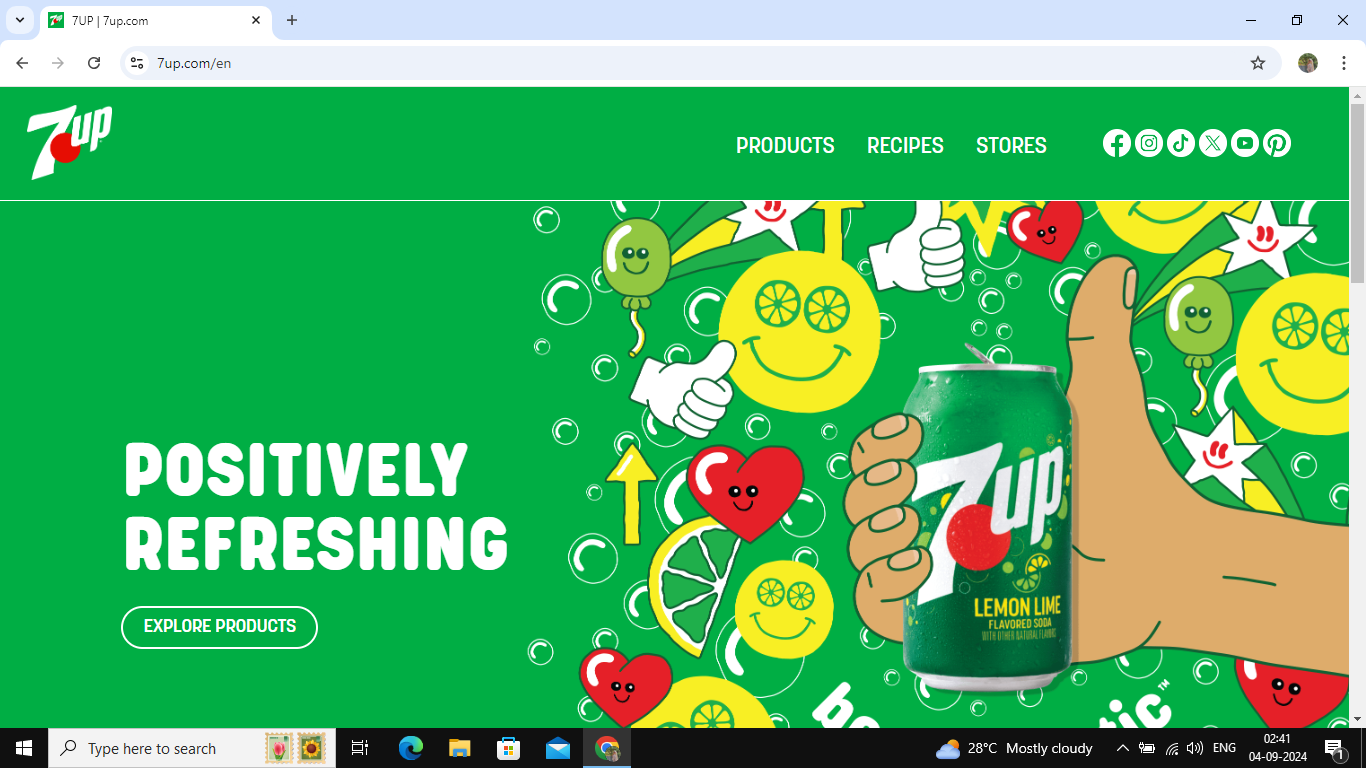 7UP | 7up.com
7up.com/en
7up
PRODUCTS RECIPES STORES
POSITIVELY
REFRESHING
EXPLORE PRODUCTS
7up
LEMON LIME
FLAVORED SODA
WITH OTHER NATURAL FLAVORS
Type here to search
28°C Mostly cloudy
ENG
02:41
04-09-2024
1